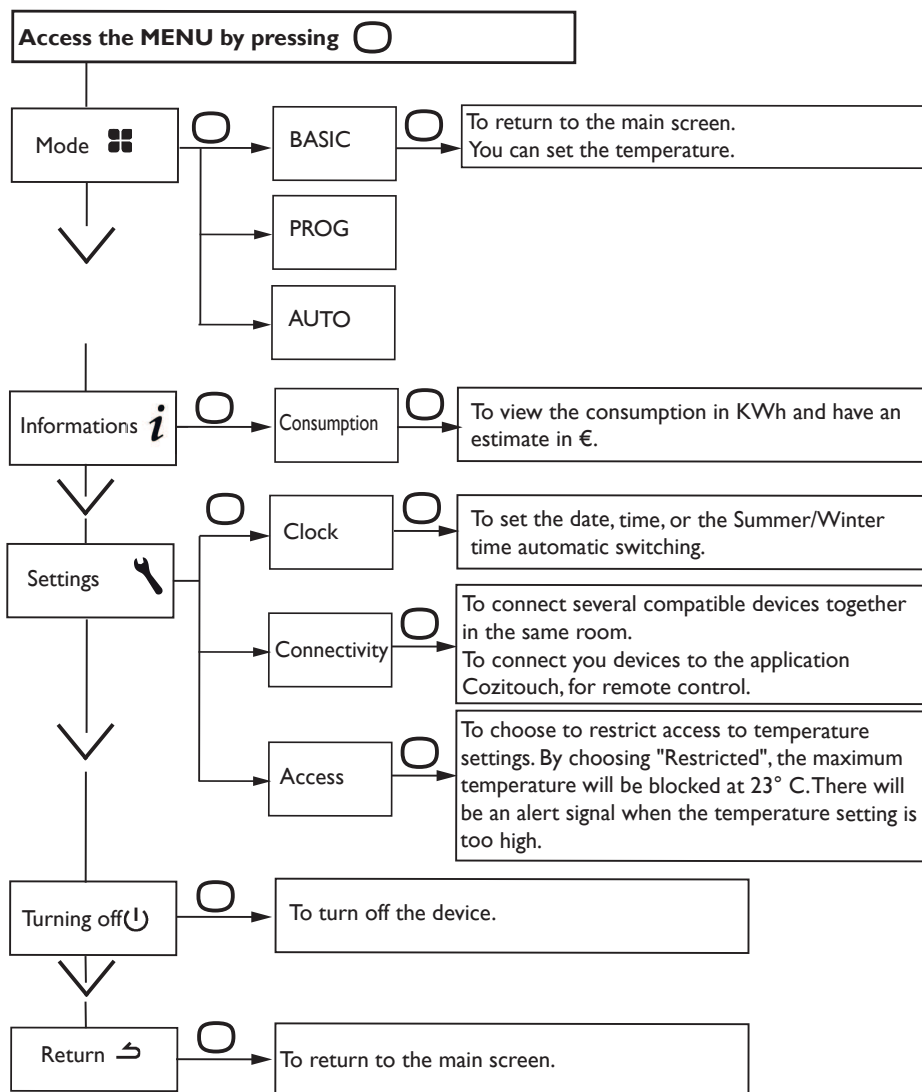 Access the MENU by pressing
Mode
BASIC
To return to the main screen.
You can set the temperature.
PROG
AUTO
Informations i
Consumption
To view the consumption in KWh and have an
estimate in €.
Settings
Clock
To set the date, time, or the Summer/Winter
time automatic switching.
Connectivity
To connect several compatible devices together
in the same room.
To connect you devices to the application
Cozitouch, for remote control.
Access
To choose to restrict access to temperature
settings. By choosing "Restricted", the maximum
temperature will be blocked at 23° C. There will
be an alert signal when the temperature setting is
too high.
Turning off
To turn off the device.
Return
To return to the main screen.